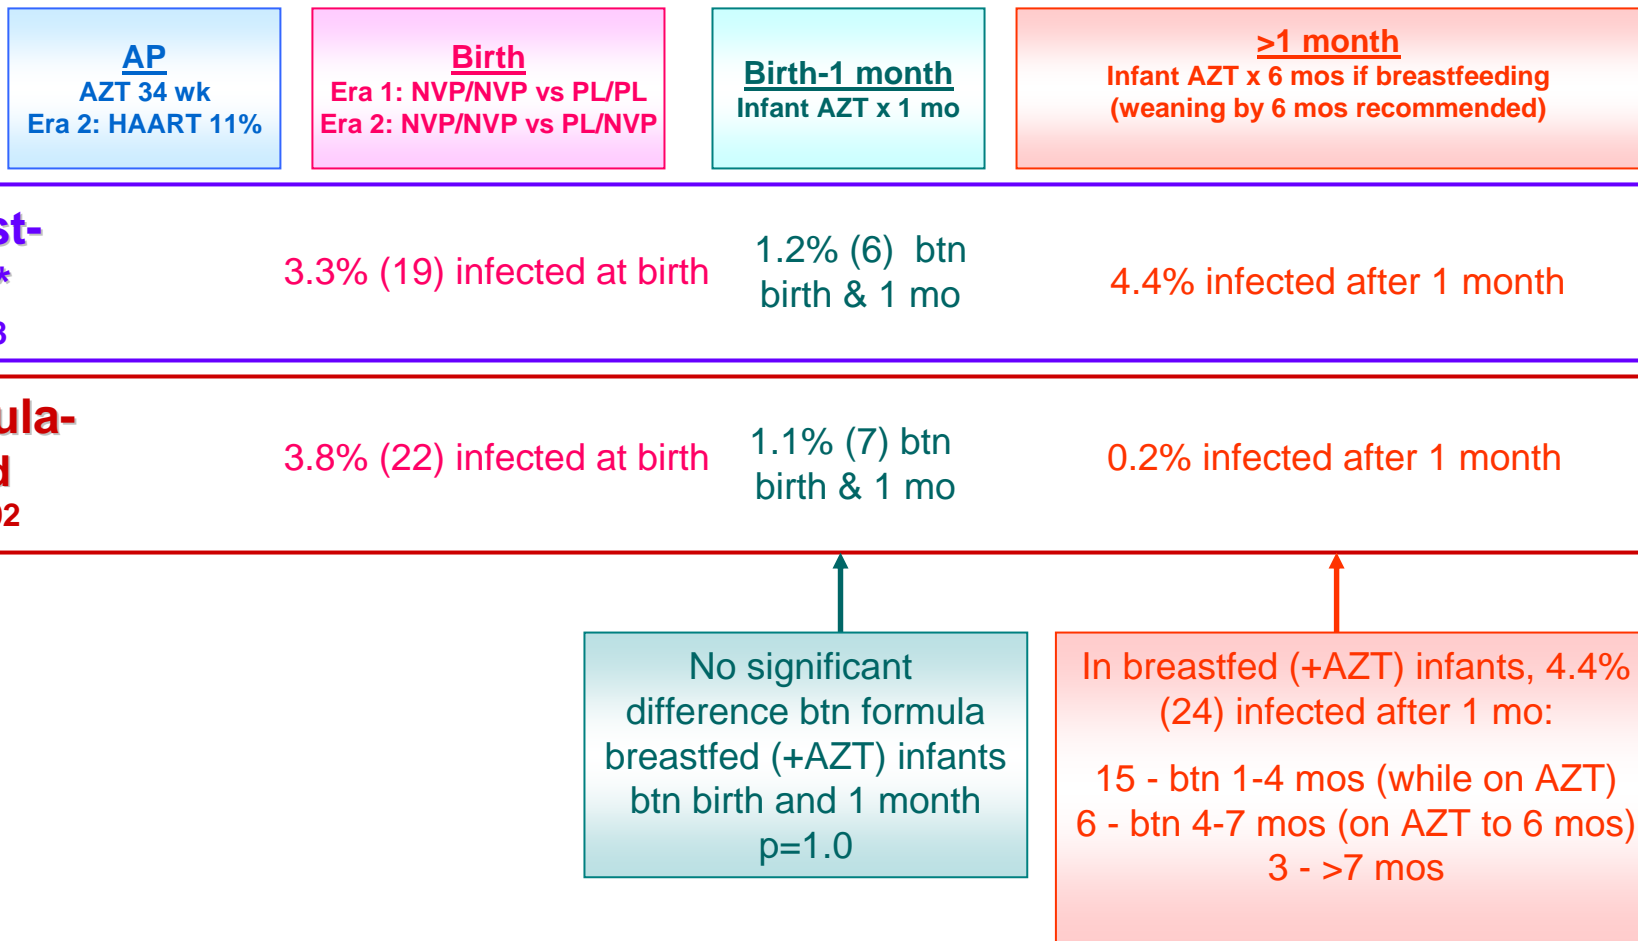 AP
AZT 34 wk
Era 2: HAART 11%
Birth
Era 1: NVP/NVP vs PL/PL
Era 2: NVP/NVP vs PL/NVP
Birth-1 month
Infant AZT x 1 mo
>1 month
Infant AZT x 6 mos if breastfeeding
(weaning by 6 mos recommended)
st-
*
3.3% (19) infected at birth
1.2% (6) btn
birth & 1 mo
4.4% infected after 1 month
ula-
d
02
3.8% (22) infected at birth
1.1% (7) btn
birth & 1 mo
0.2% infected after 1 month
No significant
difference btn formula
breastfed (+AZT) infants
btn birth and 1 month
p=1.0
In breastfed (+AZT) infants, 4.4%
(24) infected after 1 mo:
15 - btn 1-4 mos (while on AZT)
6 - btn 4-7 mos (on AZT to 6 mos)
3 - >7 mos